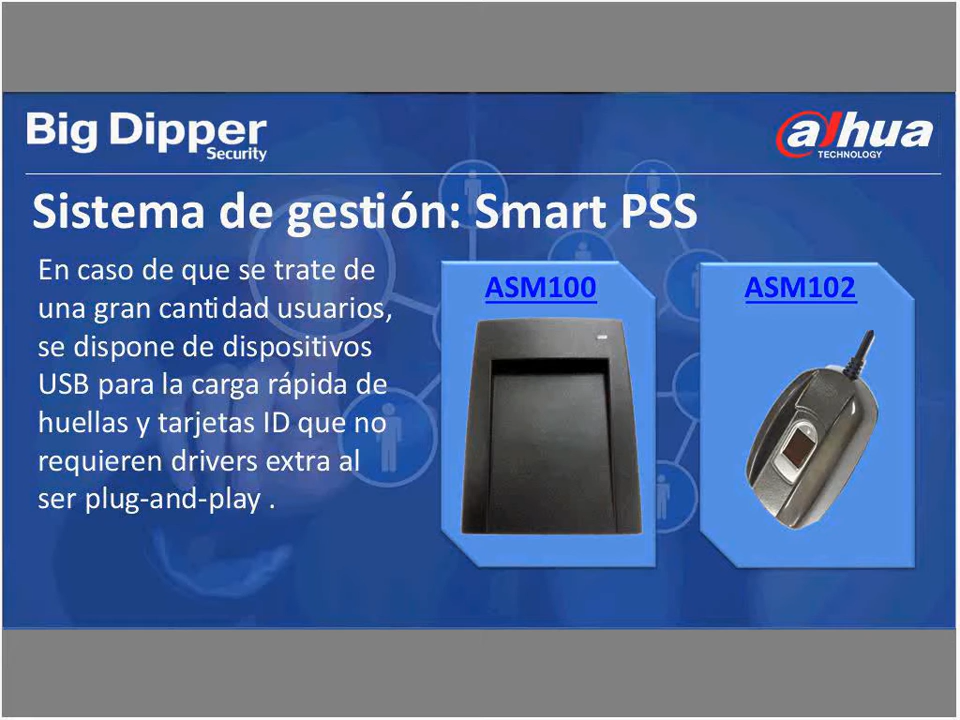 Big Dipper
Security
alhua
TECHNOLOGY
Sistema de gestión: Smart PSS
En caso de que se trate de
una gran cantidad usuarios,
se dispone de dispositivos
USB para la carga rápida de
huellas y tarjetas ID que no
requieren drivers extra al
ser plug-and-play .
ASM100
ASM102